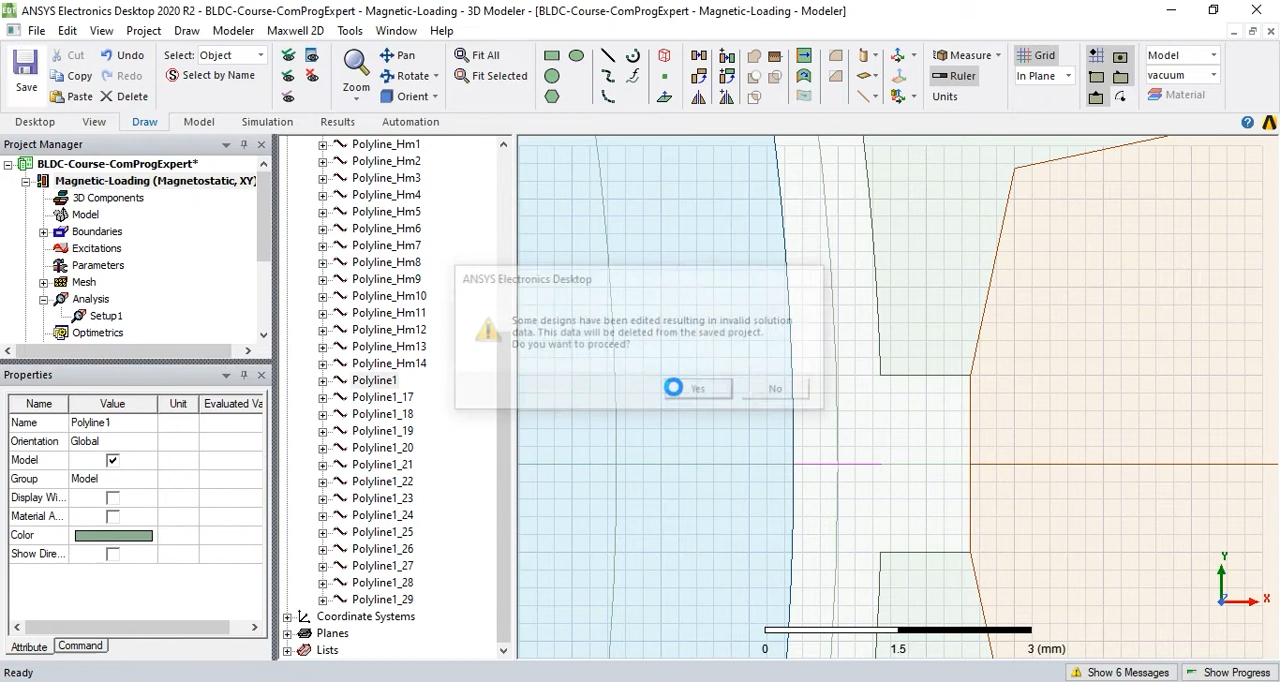 ANSYS Electronics Desktop 2020 R2 - BLDC-Course-ComProgExpert - Magnetic-Loading - 3D Modeler - [BLDC-Course-ComProgExpert - Magnetic-Loading - Modeler]
File Edit View Project Draw Modeler Maxwell 2D Tools Window Help
Save
Cut
Copy
Paste
Undo
Redo
Delete
Select: Object
Select by Name
Zoom
Pan
Rotate
Orient
Fit All
Fit Selected
Measure
Ruler
Units
Grid
In Plane
Model
vacuum
Material
Desktop View Draw Model Simulation Results Automation
Project Manager
BLDC-Course-ComProgExpert*
Magnetic-Loading (Magnetostatic, XY)
3D Components
Model
Boundaries
Excitations
Parameters
Mesh
Analysis
Setup1
Optimetrics
Properties
Name Value Unit Evaluated Va
Name Polyline1
Orientation Global
Model
Group Model
Display Wi...
Material A...
Color
Show Dire...
Attribute Command
Polyline_Hm1
Polyline_Hm2
Polyline_Hm3
Polyline_Hm4
Polyline_Hm5
Polyline_Hm6
Polyline_Hm7
Polyline_Hm8
Polyline_Hm9
Polyline_Hm10
Polyline_Hm11
Polyline_Hm12
Polyline_Hm13
Polyline_Hm14
Polyline1
Polyline1_17
Polyline1_18
Polyline1_19
Polyline1_20
Polyline1_21
Polyline1_22
Polyline1_23
Polyline1_24
Polyline1_25
Polyline1_26
Polyline1_27
Polyline1_28
Polyline1_29
Coordinate Systems
Planes
Lists
ANSYS Electronics Desktop
Some designs have been edited resulting in invalid solution
data. This data will be deleted from the saved project.
Do you want to proceed?
Yes No
Y
X
Z
0 1.5 3 (mm)
Ready
Show 6 Messages
Show Progress